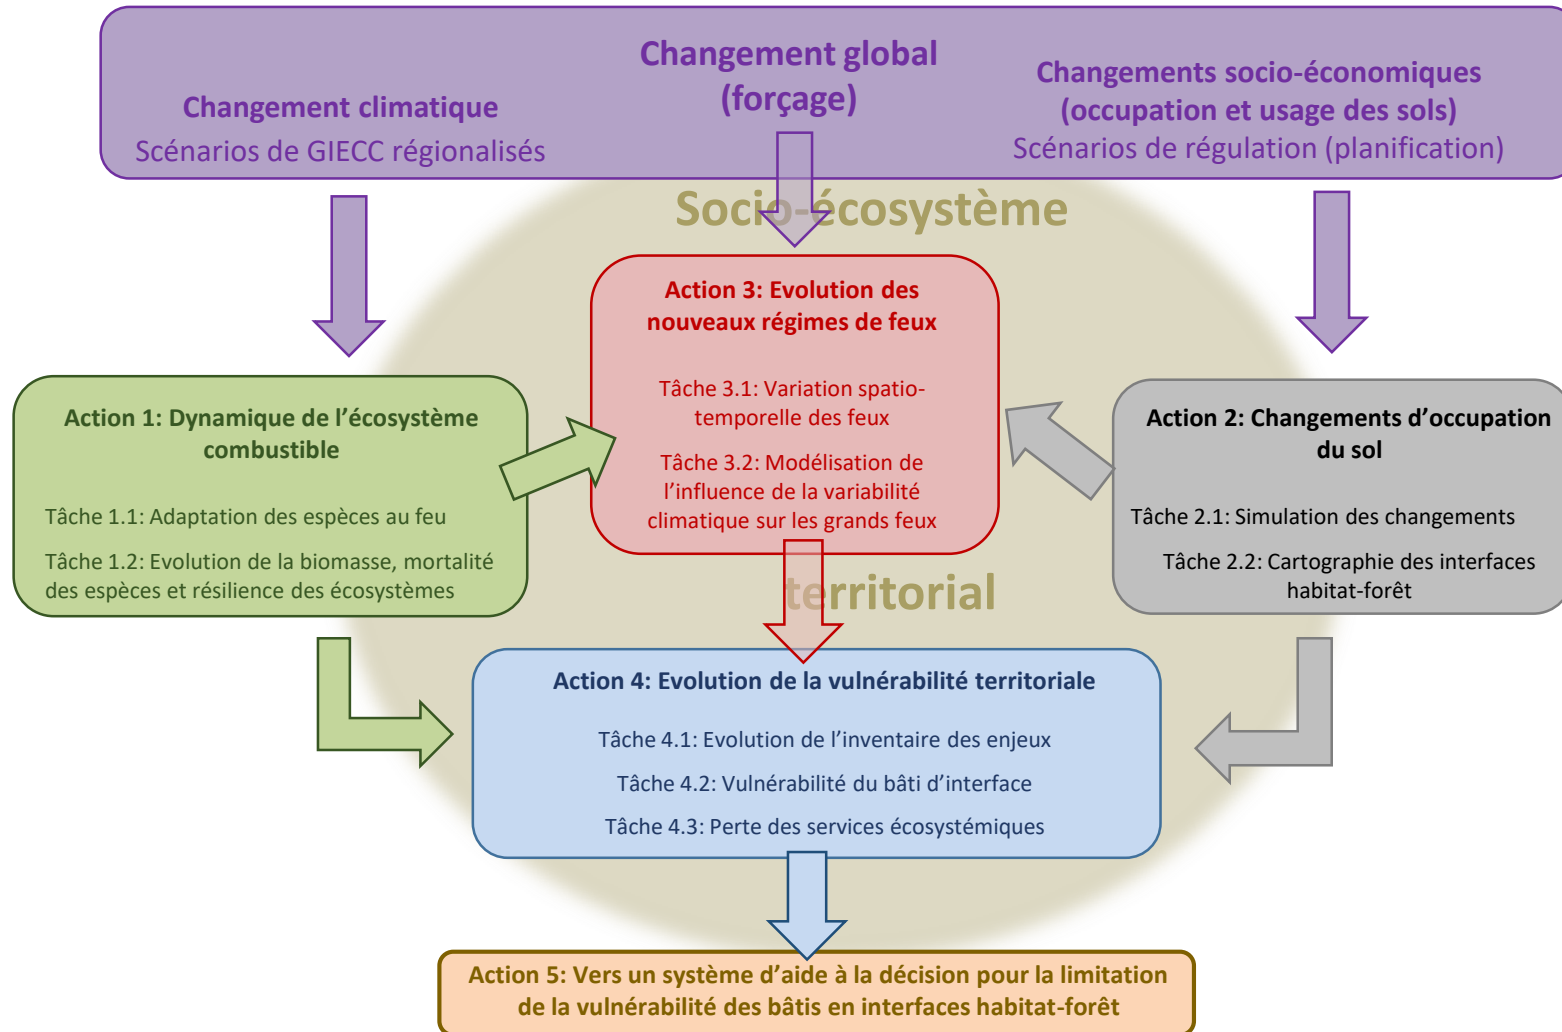 Changement global
(forçage)
Changement climatique
Scénarios de GIECC régionalisés
Changements socio-économiques
(occupation et usage des sols)
Scénarios de régulation (planification)
Socio-écosystème
territorial
Action 3: Evolution des
nouveaux régimes de feux
Tâche 3.1: Variation spatio-
temporelle des feux
Tâche 3.2: Modélisation de
l’influence de la variabilité
climatique sur les grands feux
Action 1: Dynamique de l’écosystème
combustible
Tâche 1.1: Adaptation des espèces au feu
Tâche 1.2: Evolution de la biomasse, mortalité
des espèces et résilience des écosystèmes
Action 2: Changements d’occupation
du sol
Tâche 2.1: Simulation des changements
Tâche 2.2: Cartographie des interfaces
habitat-forêt
Action 4: Evolution de la vulnérabilité territoriale
Tâche 4.1: Evolution de l’inventaire des enjeux
Tâche 4.2: Vulnérabilité du bâti d’interface
Tâche 4.3: Perte des services écosystémiques
Action 5: Vers un système d’aide à la décision pour la limitation
de la vulnérabilité des bâtis en interfaces habitat-forêt